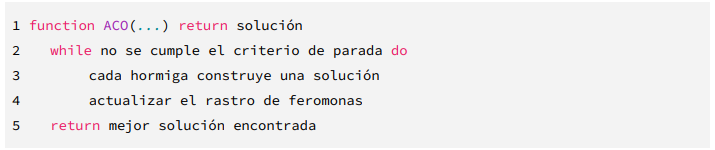 1 function ACO(...) return solución
2 while no se cumple el criterio de parada do
3 cada hormiga construye una solución
4 actualizar el rastro de feromonas
5 return mejor solución encontrada